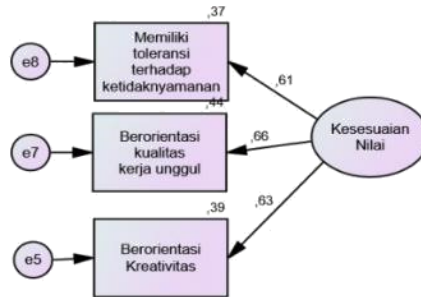 ,37
Memiliki
toleransi
terhadap
ketidaknyamanan
e8
,61
,44
Berorientasi
kualitas
kerja unggul
e7
,66
Kesesuaian
Nilai
,63
,39
Berorientasi
Kreativitas
e5